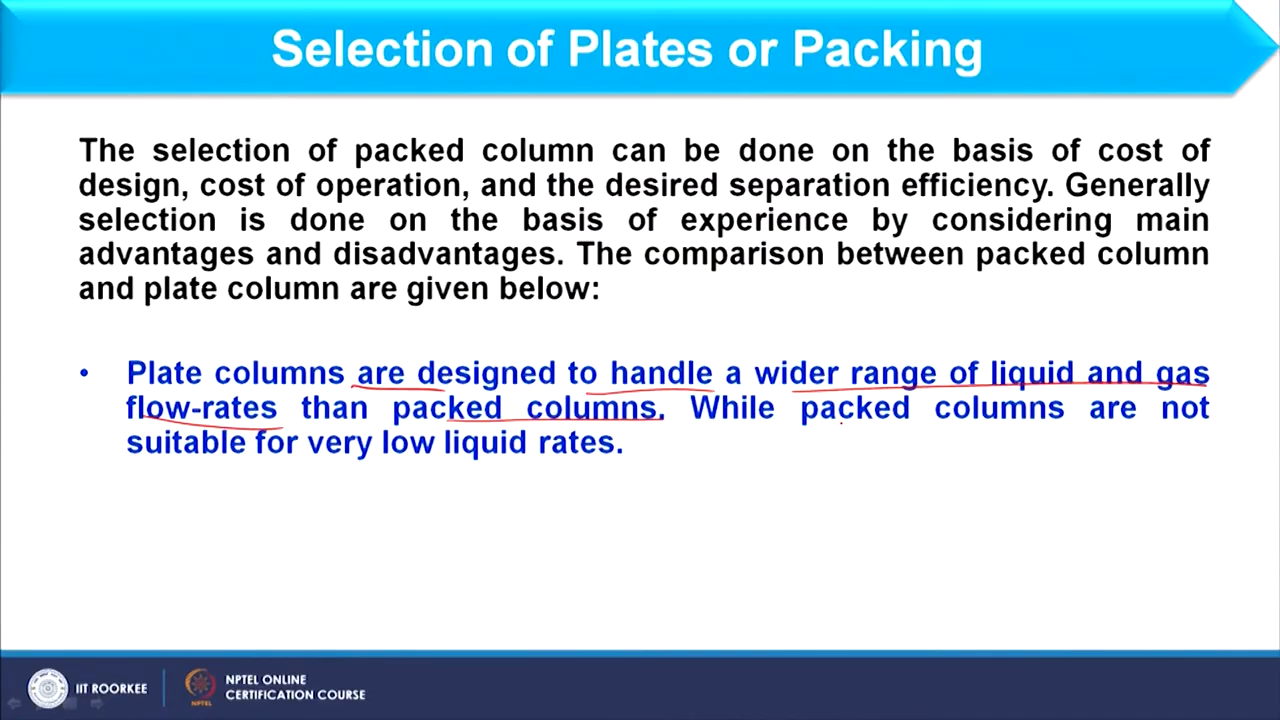 Selection of Plates or Packing
The selection of packed column can be done on the basis of cost of
design, cost of operation, and the desired separation efficiency. Generally
selection is done on the basis of experience by considering main
advantages and disadvantages. The comparison between packed column
and plate column are given below:
• Plate columns are designed to handle a wider range of liquid and gas
flow-rates than packed columns. While packed columns are not
suitable for very low liquid rates.
IIT ROORKEE
NPTEL
NPTEL ONLINE
CERTIFICATION COURSE